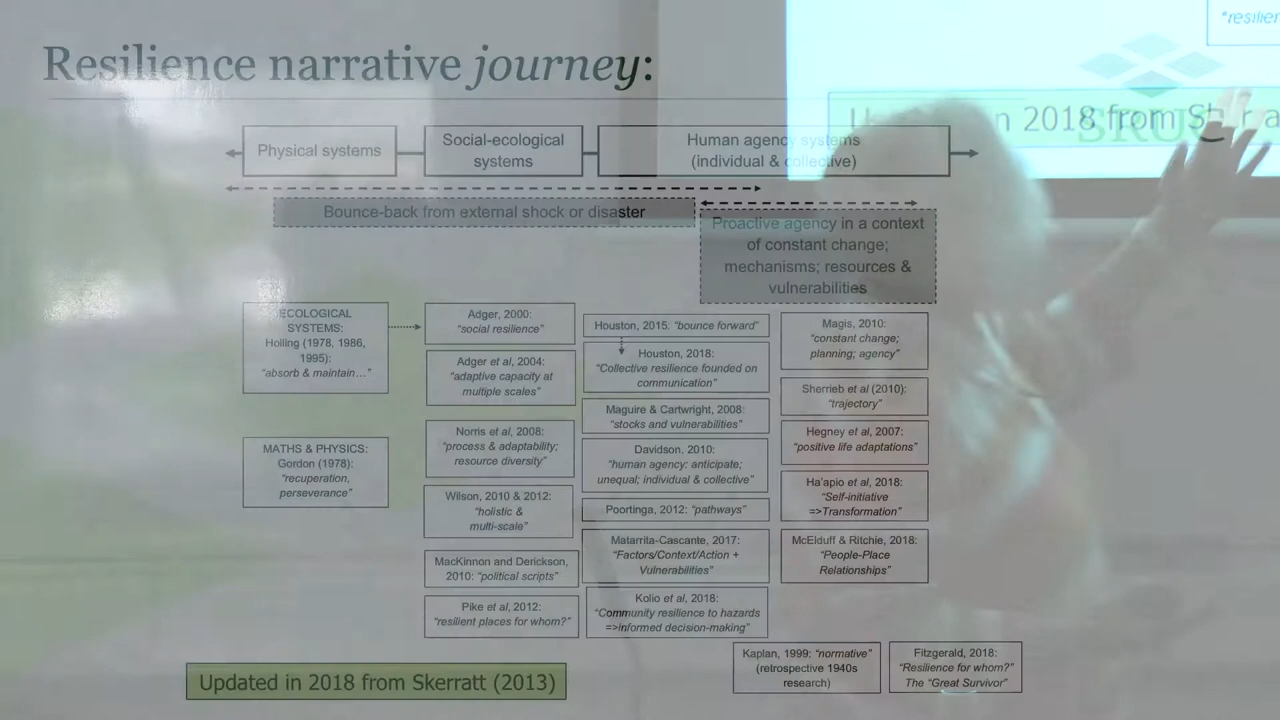 Resilience narrative journey:
*resilien
Updated in 2018 from Skerra
SRUC
Physical systems
Social-ecological
systems
Human agency systems
(individual & collective)
Bounce-back from external shock or disaster
Proactive agency in a context
of constant change;
mechanisms; resources &
vulnerabilities
ECOLOGICAL
SYSTEMS:
Holling (1978, 1986,
1995):
“absorb & maintain…”
MATHS & PHYSICS:
Gordon (1978):
“recuperation,
perseverance”
Adger, 2000:
“social resilience”
Adger et al, 2004:
“adaptive capacity at
multiple scales”
Norris et al, 2008:
“process & adaptability;
resource diversity”
Wilson, 2010 & 2012:
“holistic &
multi-scale”
MacKinnon and Derickson,
2010: “political scripts”
Pike et al, 2012:
“resilient places for whom?”
Houston, 2015: “bounce forward”
Houston, 2018:
“Collective resilience founded on
communication”
Maguire & Cartwright, 2008:
“stocks and vulnerabilities”
Davidson, 2010:
“human agency: anticipate;
unequal; individual & collective”
Poortinga, 2012: “pathways”
Matarrita-Cascante, 2017:
“Factors/Context/Action +
Vulnerabilities”
Kolio et al, 2018:
“Community resilience to hazards
=>informed decision-making”
Magis, 2010:
“constant change;
planning; agency”
Sherrieb et al (2010):
“trajectory”
Hegney et al, 2007:
“positive life adaptations”
Ha’apio et al, 2018:
“Self-initiative
=>Transformation”
McElduff & Ritchie, 2018:
“People-Place
Relationships”
Kaplan, 1999: “normative”
(retrospective 1940s
research)
Fitzgerald, 2018:
“Resilience for whom?”
The “Great Survivor”
Updated in 2018 from Skerratt (2013)